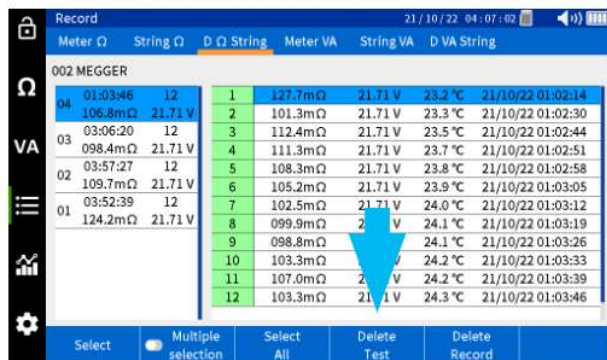 Record 21/10/22 04:07:02
Meter Ω String Ω D Ω String Meter VA String VA D VA String
002 MEGGER
Ω
VA
04 01:03:46 12
106.8mΩ 21.71 V
03 03:06:20 12
098.4mΩ 21.71 V
02 03:57:27 12
109.7mΩ 21.71 V
01 03:52:39 12
124.2mΩ 21.71 V
1 127.7mΩ 21.71 V 23.2 °C 21/10/22 01:02:14
2 101.3mΩ 21.71 V 23.3 °C 21/10/22 01:02:30
3 112.4mΩ 21.71 V 23.5 °C 21/10/22 01:02:44
4 111.3mΩ 21.71 V 23.7 °C 21/10/22 01:02:51
5 108.3mΩ 21.71 V 23.8 °C 21/10/22 01:02:58
6 105.2mΩ 21.71 V 23.9 °C 21/10/22 01:03:05
7 102.5mΩ 21.71 V 24.0 °C 21/10/22 01:03:12
8 099.9mΩ 24.1 °C 21/10/22 01:03:19
9 098.8mΩ 24.1 °C 21/10/22 01:03:26
10 103.3mΩ V 24.2 °C 21/10/22 01:03:33
11 107.0mΩ V 24.2 °C 21/10/22 01:03:39
12 103.3mΩ V 24.3 °C 21/10/22 01:03:46
Select Multiple selection Select All Delete Test Delete Record